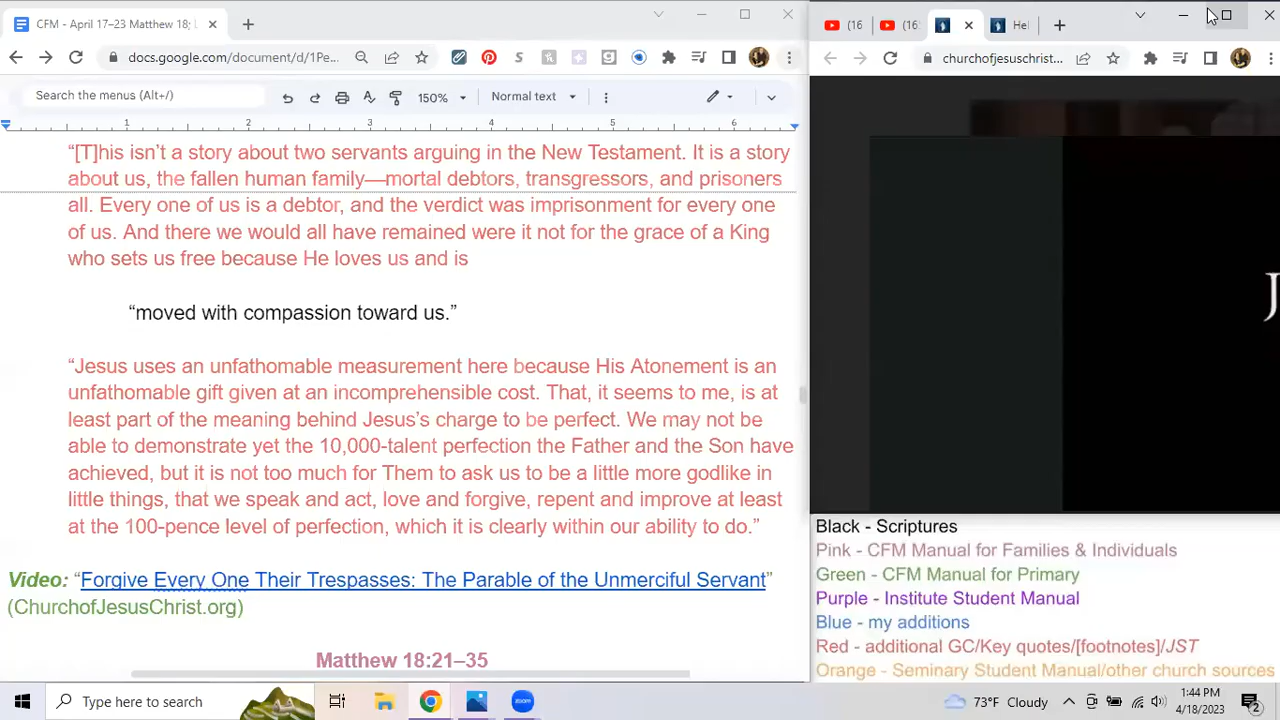 CFM - April 17–23 Matthew 18; L
(16
(16
Hel
docs.google.com/document/d/1Pe...
churchofjesuschrist....
Search the menus (Alt+/)
150%
Normal text
1 2 3 4 5 6
“[T]his isn’t a story about two servants arguing in the New Testament. It is a story
about us, the fallen human family—mortal debtors, transgressors, and prisoners
all. Every one of us is a debtor, and the verdict was imprisonment for every one
of us. And there we would all have remained were it not for the grace of a King
who sets us free because He loves us and is
“moved with compassion toward us.”
“Jesus uses an unfathomable measurement here because His Atonement is an
unfathomable gift given at an incomprehensible cost. That, it seems to me, is at
least part of the meaning behind Jesus’s charge to be perfect. We may not be
able to demonstrate yet the 10,000-talent perfection the Father and the Son have
achieved, but it is not too much for Them to ask us to be a little more godlike in
little things, that we speak and act, love and forgive, repent and improve at least
at the 100-pence level of perfection, which it is clearly within our ability to do.”
Video: “Forgive Every One Their Trespasses: The Parable of the Unmerciful Servant”
(ChurchofJesusChrist.org)
Matthew 18:21–35
J
Black - Scriptures
Pink - CFM Manual for Families & Individuals
Green - CFM Manual for Primary
Purple - Institute Student Manual
Blue - my additions
Red - additional GC/Key quotes/[footnotes]/JST
Orange - Seminary Student Manual/other church sources
Type here to search
73°F Cloudy
1:44 PM
4/18/2023
2